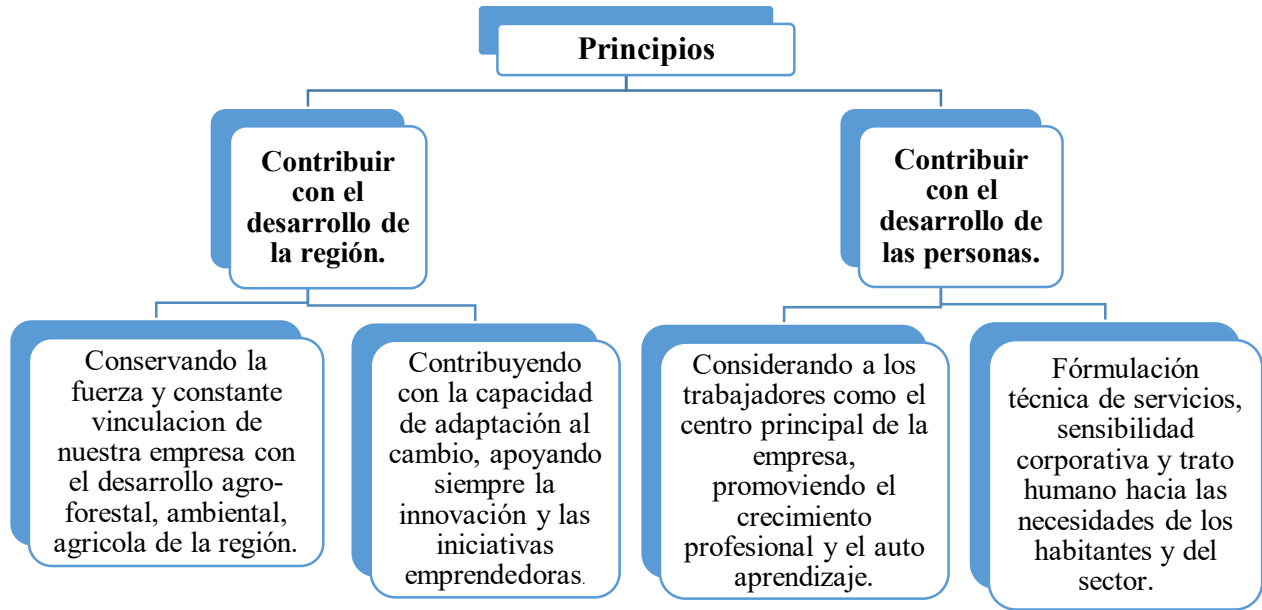 Principios
Contribuir
con el
desarrollo de
la región.
Contribuir
con el
desarrollo de
las personas.
Conservando la
fuerza y constante
vinculacion de
nuestra empresa con
el desarrollo agro-
forestal, ambiental,
agricola de la región.
Contribuyendo
con la capacidad
de adaptación al
cambio, apoyando
siempre la
innovación y las
iniciativas
emprendedoras.
Considerando a los
trabajadores como el
centro principal de la
empresa,
promoviendo el
crecimiento
profesional y el auto
aprendizaje.
Fórmulación
técnica de servicios,
sensibilidad
corporativa y trato
humano hacia las
necesidades de los
habitantes y del
sector.